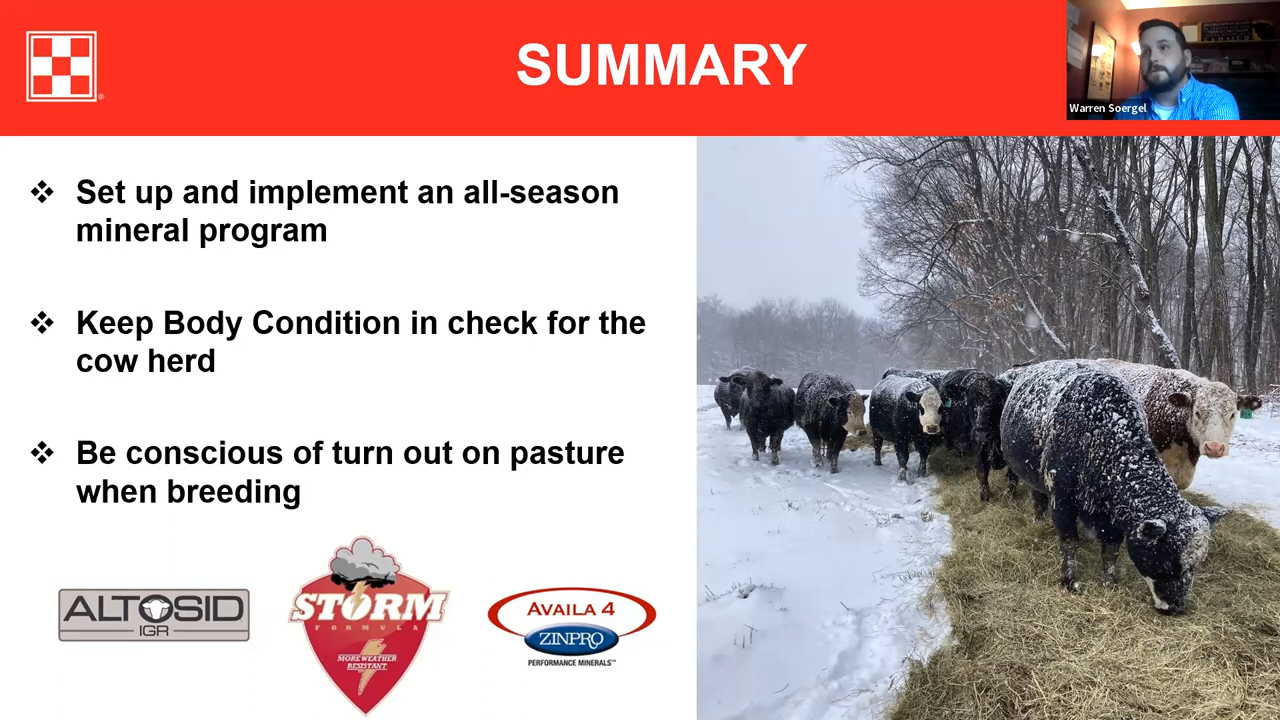 SUMMARY
Warren Soergel
®
❖ Set up and implement an all-season
mineral program
❖ Keep Body Condition in check for the
cow herd
❖ Be conscious of turn out on pasture
when breeding
ALTOSID
IGR
STORM
FORMULA
MORE WEATHER
RESISTANT
AVAILA 4
ZINPRO
PERFORMANCE MINERALS™